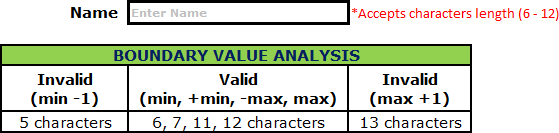 Name Enter Name *Accepts characters length (6 - 12)
BOUNDARY VALUE ANALYSIS
Invalid Valid Invalid
(min -1) (min, +min, -max, max) (max +1)
5 characters 6, 7, 11, 12 characters 13 characters